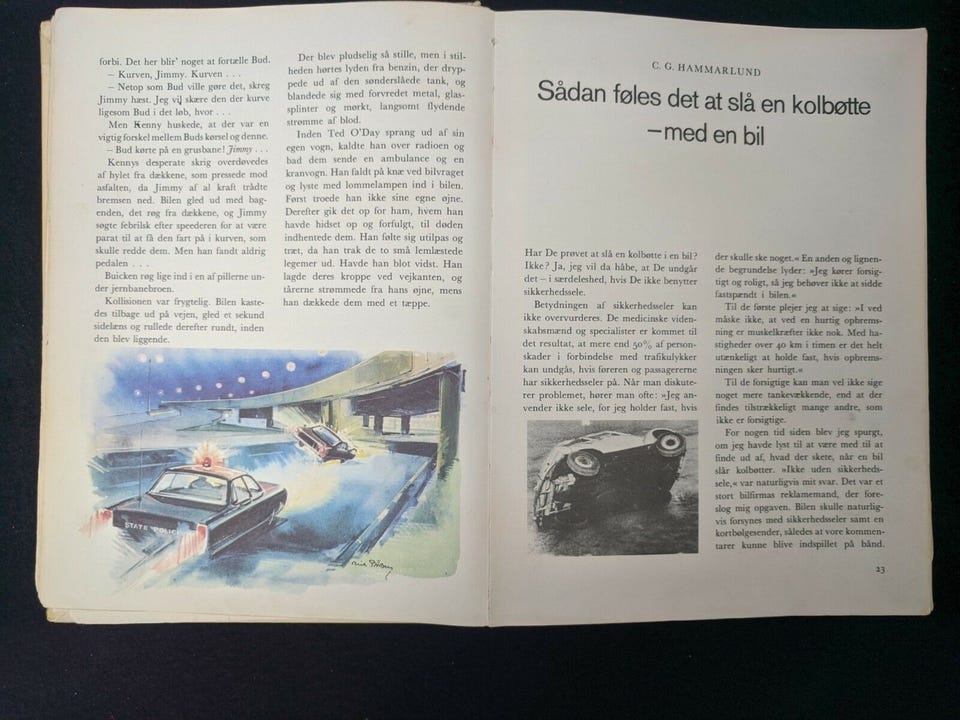 forbi. Det her blir' noget at fortælle Bud.
– Kurven, Jimmy. Kurven . . .
– Netop som Bud ville gøre det, skreg
Jimmy hæst. Jeg vil skære den der kurve
ligesom Bud i det løb, hvor . . .
Men Kenny huskede, at der var en
vigtig forskel mellem Buds kørsel og denne.
– Bud kørte på en grusbane! Jimmy . . .
Kennys desperate skrig overdøvedes
af hylet fra dækkene, som pressede mod
asfalten, da Jimmy af al kraft trådte
bremsen ned. Bilen gled ud med bag-
enden, det røg fra dækkene, og Jimmy
søgte febrilsk efter speederen for at være
parat til at få den fart på i kurven, som
skulle redde dem. Men han fandt aldrig
pedalen . . .
Buicken røg lige ind i en af pillerne un-
der jernbanebroen.
Kollisionen var frygtelig. Bilen kaste-
des tilbage ud på vejen, gled et sekund
sidelæns og rullede derefter rundt, inden
den blev liggende.
Der blev pludselig så stille, men i stil-
heden hørtes lyden fra benzin, der dryp-
pede ud af den sønderslåede tank, og
blandede sig med forvredet metal, glas-
splinter og mørkt, langsomt flydende
strømme af blod.
Inden Ted O'Day sprang ud af sin
egen vogn, kaldte han over radioen og
bad dem sende en ambulance og en
kranvogn. Han faldt på knæ ved bilvraget
og lyste med lommelampen ind i bilen.
Først troede han ikke sine egne øjne.
Derefter gik det op for ham, hvem han
havde hidset op og forfulgt, til døden
indhentede dem. Han følte sig utilpas og
træt, da han trak de to små lemlæstede
legemer ud. Havde han blot vidst. Han
lagde deres kroppe ved vejkanten, og
tårerne strømmede fra hans øjne, mens
han dækkede dem med et tæppe.
STATE POLICE
C. G. HAMMARLUND
Sådan føles det at slå en kolbøtte
–med en bil
Har De prøvet at slå en kolbøtte i en bil?
Ikke? Ja, jeg vil da håbe, at De undgår
det – i særdeleshed, hvis De ikke benytter
sikkerhedssele.
Betydningen af sikkerhedsseler kan
ikke overvurderes. De medicinske viden-
skabsmænd og specialister er kommet til
det resultat, at mere end 50% af person-
skader i forbindelse med trafikulykker
kan undgås, hvis føreren og passagererne
har sikkerhedsseler på. Når man diskute-
rer problemet, hører man ofte: »Jeg an-
vender ikke sele, for jeg holder fast, hvis
der skulle ske noget.« En anden og lignen-
de begrundelse lyder: »Jeg kører forsig-
tigt og roligt, så jeg behøver ikke at sidde
fastspændt i bilen.«
Til de første plejer jeg at sige: »I ved
måske ikke, at ved en hurtig opbrems-
ning er muskelkræfter ikke nok. Med ha-
stigheder over 40 km i timen er det helt
utænkeligt at holde fast, hvis opbrems-
ningen sker hurtigt.«
Til de forsigtige kan man vel ikke sige
noget mere tankevækkende, end at der
findes tilstrækkeligt mange andre, som
ikke er forsigtige.
For nogen tid siden blev jeg spurgt,
om jeg havde lyst til at være med til at
finde ud af, hvad der skete, når en bil
slår kolbøtter. »Ikke uden sikkerheds-
sele,« var naturligvis mit svar. Det var et
stort bilfirmas reklamemand, der fore-
slog mig opgaven. Bilen skulle naturlig-
vis forsynes med sikkerhedsseler samt en
kortbølgesender, således at vore kommen-
tarer kunne blive indspillet på bånd.
23